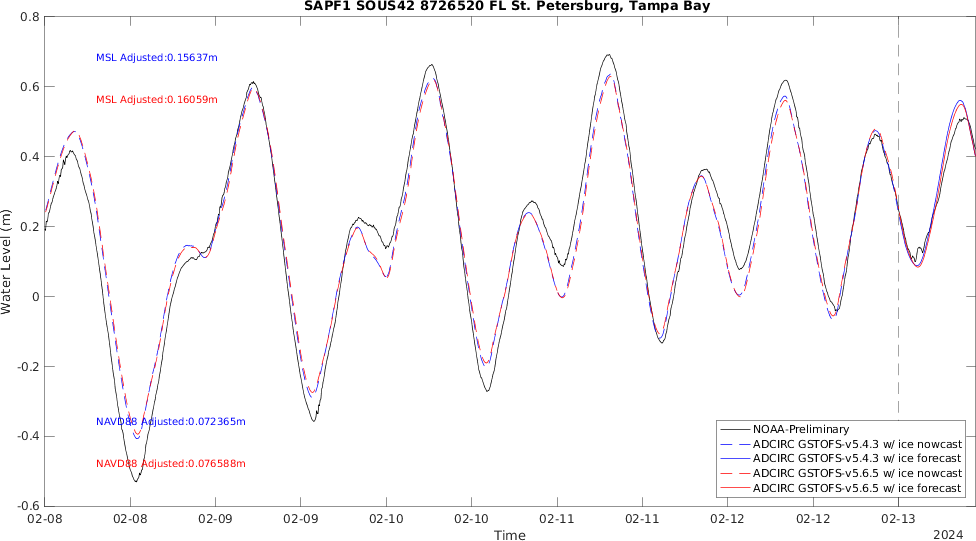 SAPF1 SOUS42 8726520 FL St. Petersburg, Tampa Bay
0.8
0.6
0.4
0.2
0
-0.2
-0.4
-0.6
Water Level (m)
MSL Adjusted:0.15637m
MSL Adjusted:0.16059m
NAVD88 Adjusted:0.072365m
NAVD88 Adjusted:0.076588m
NOAA-Preliminary
ADCIRC GSTOFS-v5.4.3 w/ice nowcast
ADCIRC GSTOFS-v5.4.3 w/ice forecast
ADCIRC GSTOFS-v5.6.5 w/ice nowcast
ADCIRC GSTOFS-v5.6.5 w/ice forecast
02-08 02-08 02-09 02-09 02-10 02-10 02-11 02-11 02-12 02-12 02-13
Time
2024